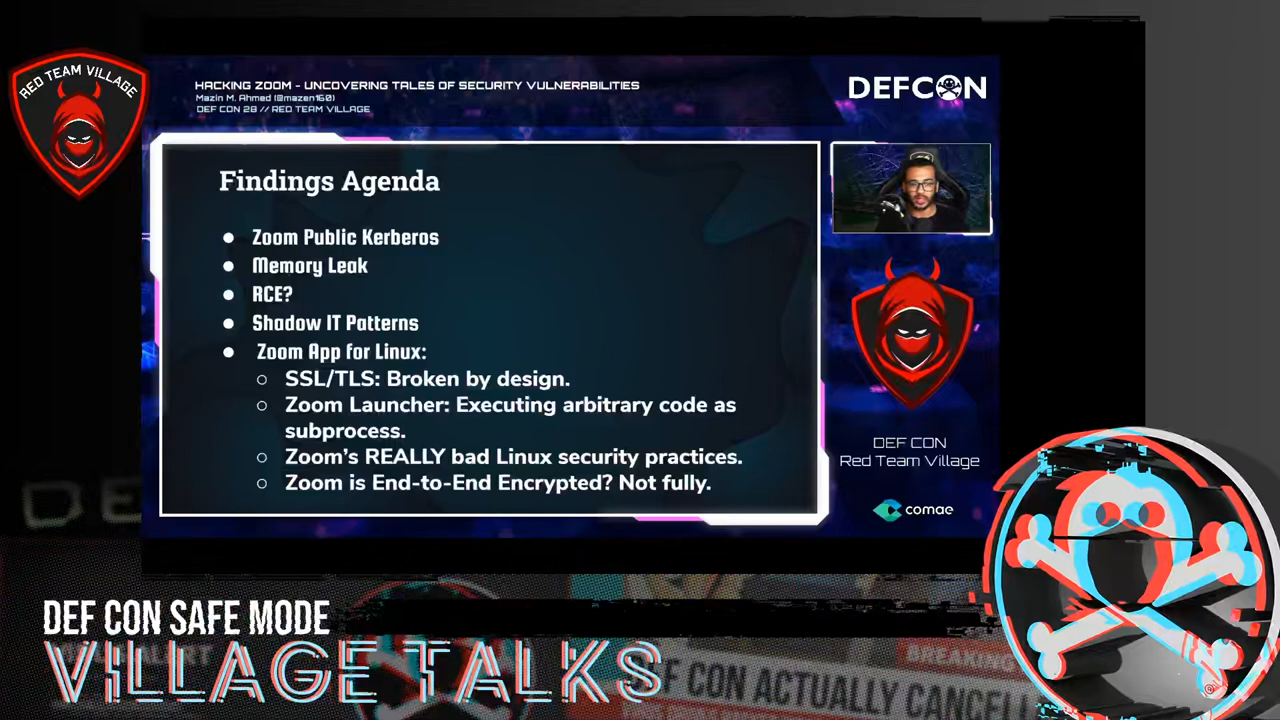 RED TEAM VILLAGE
HACKING ZOOM - UNCOVERING TALES OF SECURITY VULNERABILITIES
Mazin M. Ahmed (@mazen160)
DEF CON 28 // RED TEAM VILLAGE
DEFCON
Findings Agenda
● Zoom Public Kerberos
● Memory Leak
● RCE?
● Shadow IT Patterns
● Zoom App for Linux:
○ SSL/TLS: Broken by design.
○ Zoom Launcher: Executing arbitrary code as
subprocess.
○ Zoom's REALLY bad Linux security practices.
○ Zoom is End-to-End Encrypted? Not fully.
DEF CON
Red Team Village
comae
DEF CON SAFE MODE
VILLAGE TALKS
BREAKING
DEF CON ACTUALLY CANCELL